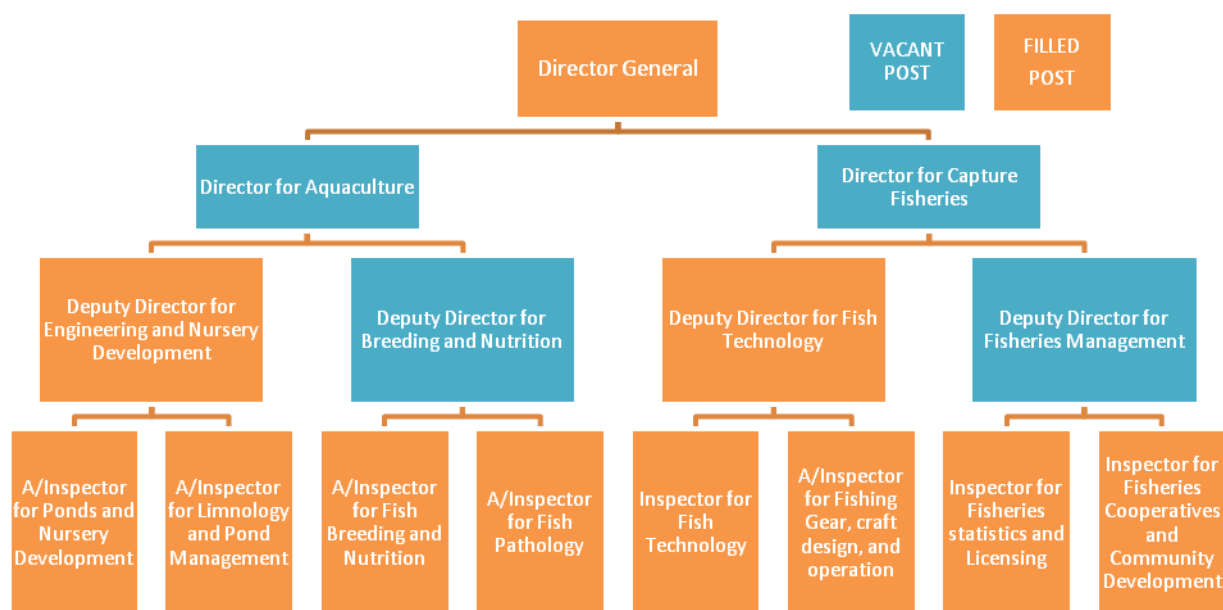 Director General
VACANT
POST
FILLED
POST
Director for Aquaculture
Director for Capture
Fisheries
Deputy Director for
Engineering and Nursery
Development
Deputy Director for
Breeding and Nutrition
Deputy Director for Fish
Technology
Deputy Director for
Fisheries Management
A/Inspector
for Ponds and
Nursery
Development
A/Inspector
for Limnology
and Pond
Management
A/Inspector
for Fish
Breeding and
Nutrition
A/Inspector
for Fish
Pathology
Inspector for
Fish
Technology
A/Inspector
for Fishing
Gear, craft
design, and
operation
Inspector for
Fisheries
statistics and
Licensing
Inspector for
Fisheries
Cooperatives
and
Community
Development